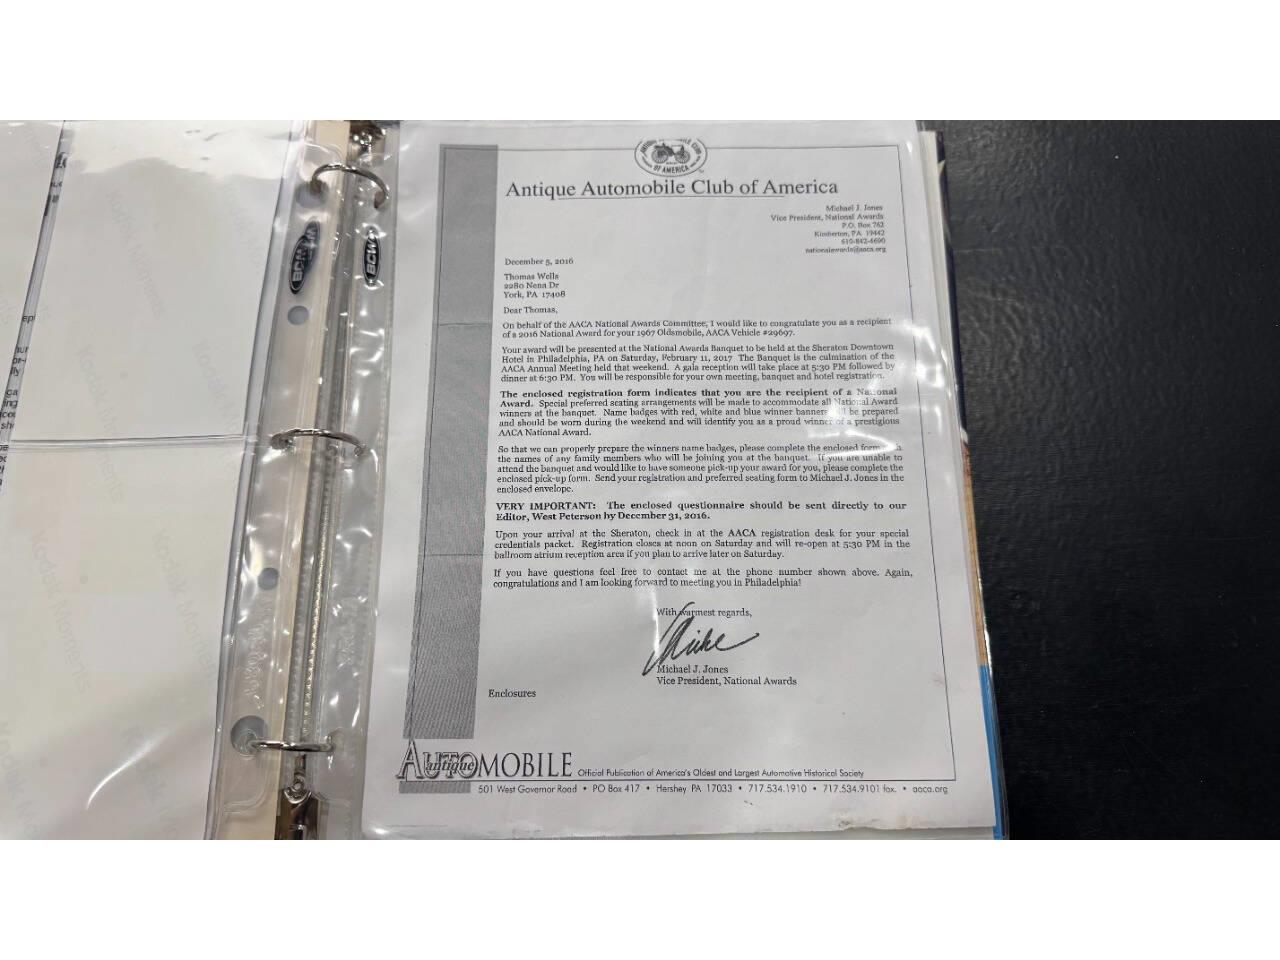 ANTIQUE AUTOMOBILE CLUB
OF AMERICA
Antique Automobile Club of America
Michael J. Jones
Vice President, National Awards
P.O. Box 762
Kimberton, PA 19442
610-842-4690
nationalawards@aaca.org
December 5, 2016
Thomas Wells
2280 Nena Dr
York, PA 17408
Dear Thomas,
On behalf of the AACA National Awards Committee, I would like to congratulate you as a recipient
of a 2016 National Award for your 1967 Oldsmobile, AACA Vehicle #29697.
Your award will be presented at the National Awards Banquet to be held at the Sheraton Downtown
Hotel in Philadelphia, PA on Saturday, February 11, 2017 The Banquet is the culmination of the
AACA Annual Meeting held that weekend. A gala reception will take place at 5:30 PM followed by
dinner at 6:30 PM. You will be responsible for your own meeting, banquet and hotel registration.
The enclosed registration form indicates that you are the recipient of a National
Award. Special preferred seating arrangements will be made to accommodate all National Award
winners at the banquet. Name badges with red, white and blue winner banners will be prepared
and should be worn during the weekend and will identify you as a proud winner of a prestigious
AACA National Award.
So that we can properly prepare the winners name badges, please complete the enclosed form
the names of any family members who will be joining you at the banquet. If you are unable to
attend the banquet and would like to have someone pick-up your award for you, please complete the
enclosed pick-up form. Send your registration and preferred seating form to Michael J. Jones in the
enclosed envelope.
VERY IMPORTANT: The enclosed questionnaire should be sent directly to our
Editor, West Peterson by December 31, 2016.
Upon your arrival at the Sheraton, check in at the AACA registration desk for your special
credentials packet. Registration closes at noon on Saturday and will re-open at 5:30 PM in the
ballroom atrium reception area if you plan to arrive later on Saturday.
If you have questions feel free to contact me at the phone number shown above. Again,
congratulations and I am looking forward to meeting you in Philadelphia!
With warmest regards,
Mike
Michael J. Jones
Vice President, National Awards
Enclosures
antique AUTOMOBILE Official Publication of America's Oldest and Largest Automotive Historical Society
501 West Governor Road • PO Box 417 • Hershey PA 17033 • 717.534.1910 • 717.534.9101 fax. • aaca.org
BCW
BCW
Kodak Moments